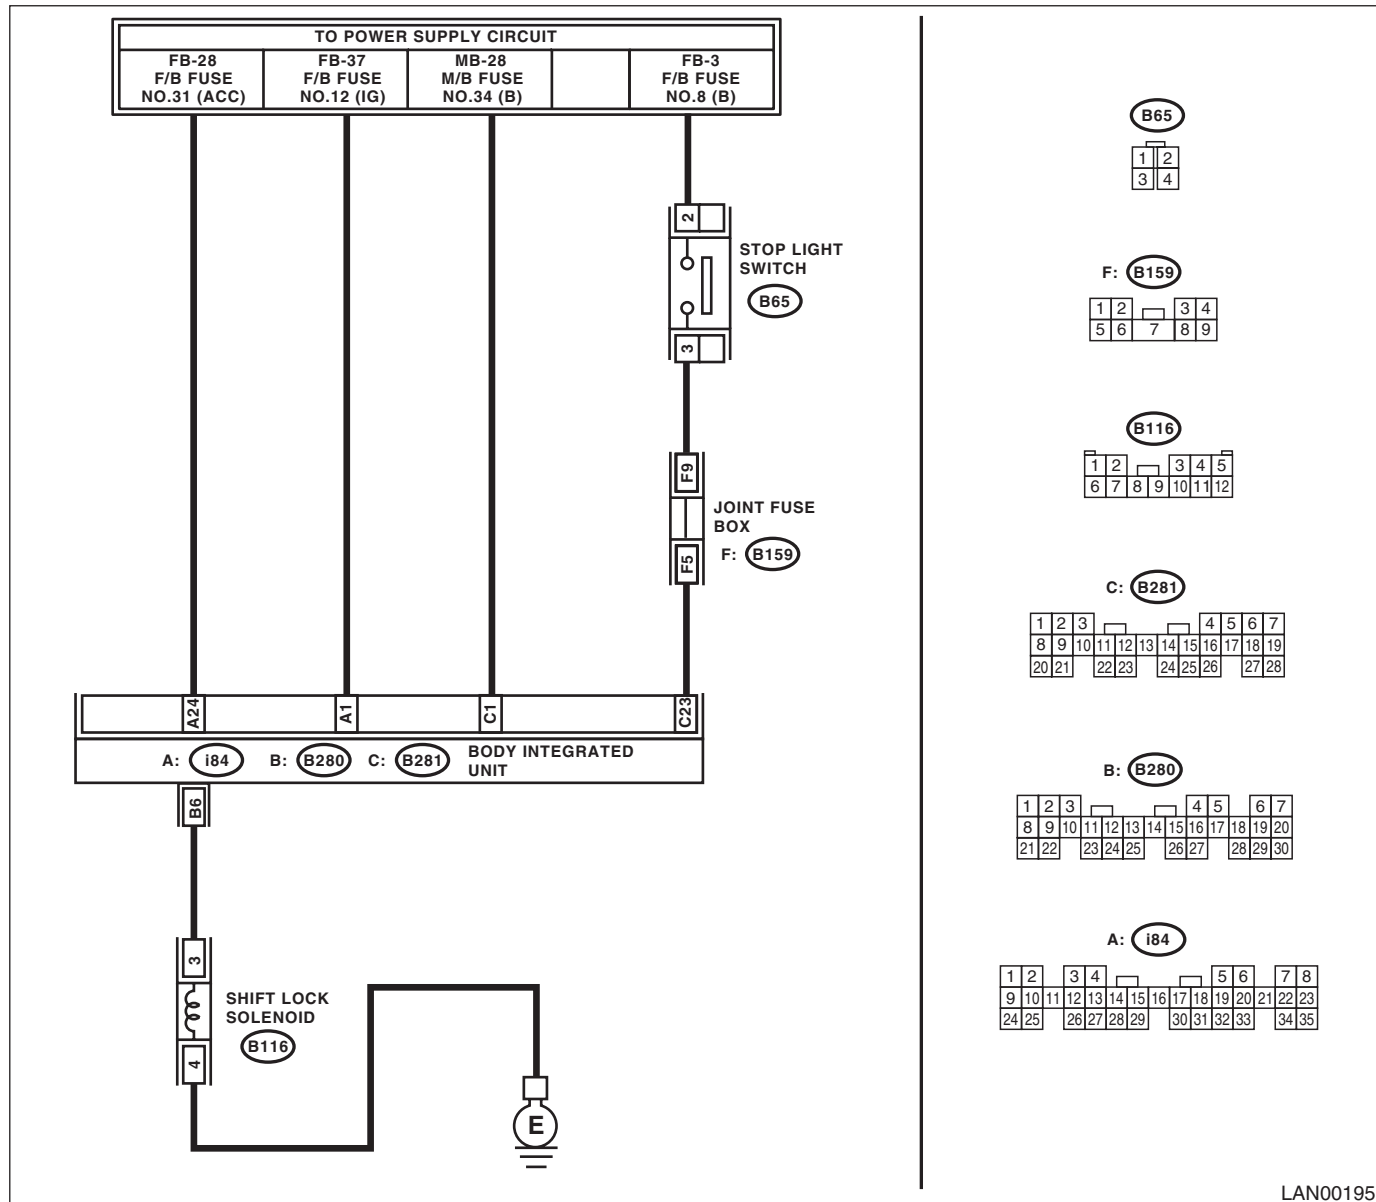 TO POWER SUPPLY CIRCUIT
FB-28
F/B FUSE
NO.31 (ACC)
FB-37
F/B FUSE
NO.12 (IG)
MB-28
M/B FUSE
NO.34 (B)
FB-3
F/B FUSE
NO.8 (B)
2
STOP LIGHT
SWITCH
B65
3
F9
JOINT FUSE
BOX
F: B159
F5
A24
A1
C1
C23
A: i84 B: B280 C: B281 BODY INTEGRATED
UNIT
B6
3
SHIFT LOCK
SOLENOID
B116
4
E
B65
1 2
3 4
F: B159
1 2 3 4
5 6 7 8 9
B116
1 2 3 4 5
6 7 8 9 10 11 12
C: B281
1 2 3 4 5 6 7
8 9 10 11 12 13 14 15 16 17 18 19
20 21 22 23 24 25 26 27 28
B: B280
1 2 3 4 5 6 7
8 9 10 11 12 13 14 15 16 17 18 19 20
21 22 23 24 25 26 27 28 29 30
A: i84
1 2 3 4 5 6 7 8
9 10 11 12 13 14 15 16 17 18 19 20 21 22 23
24 25 26 27 28 29 30 31 32 33 34 35
LAN00195